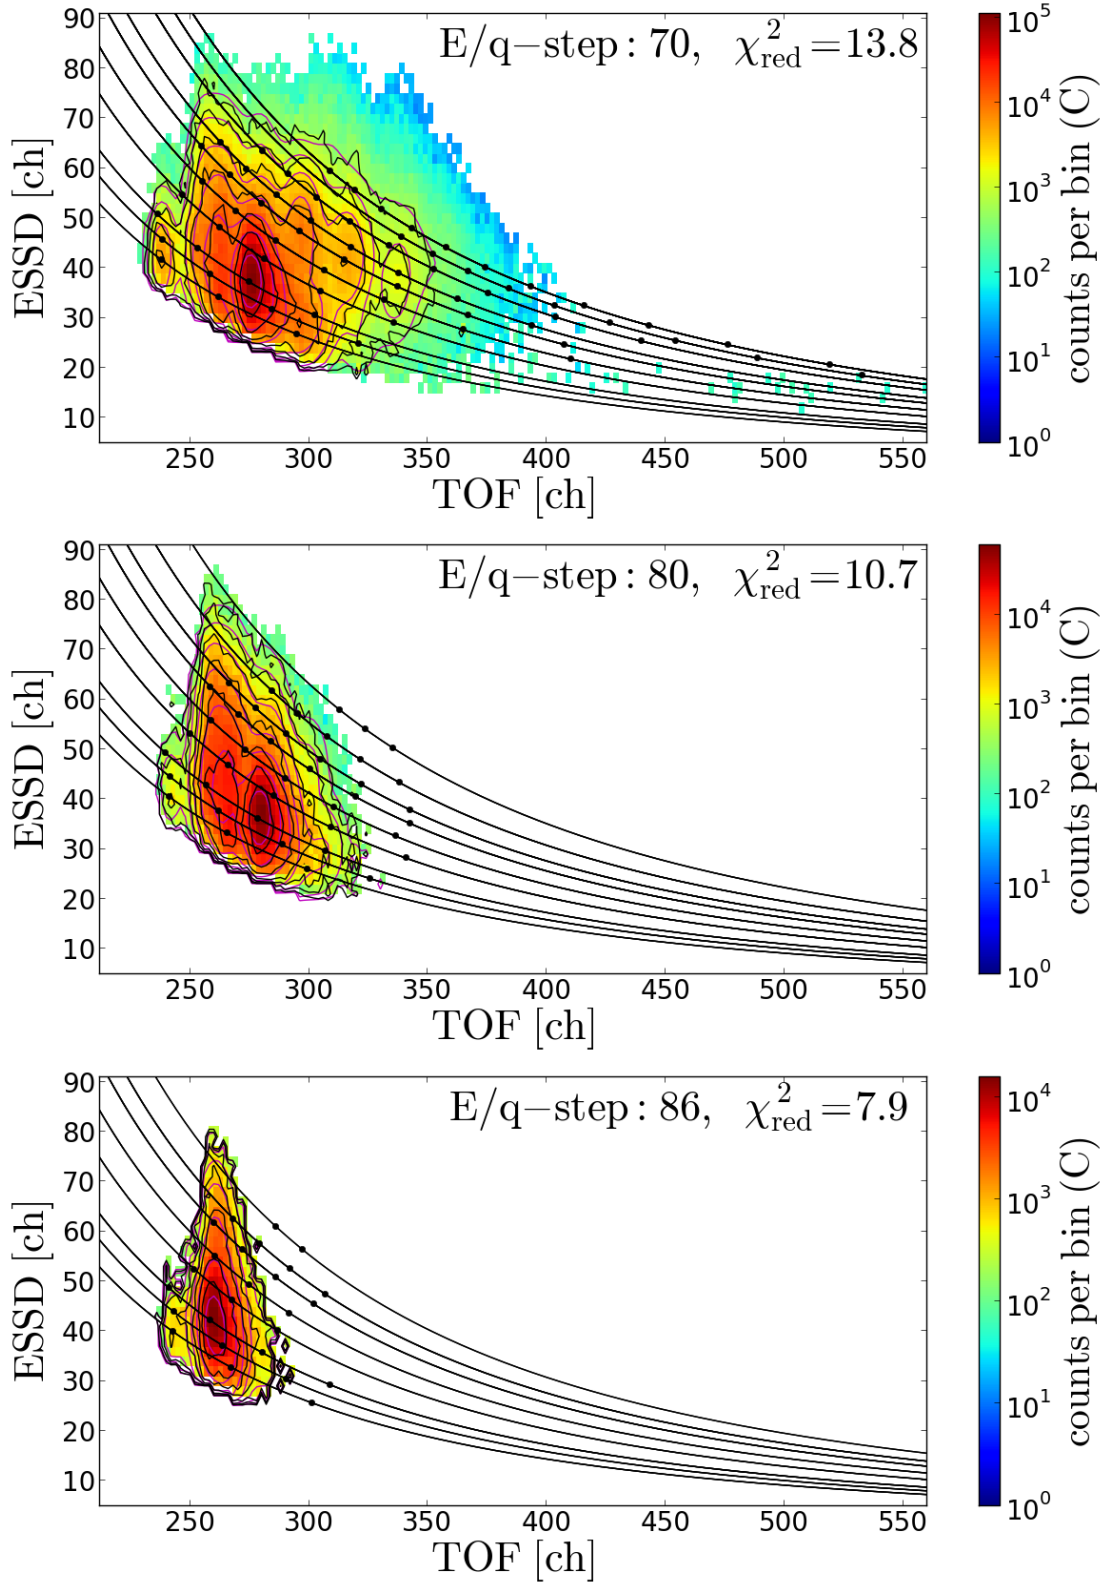 E/q−step: 70, χ²red=13.8
ESSD [ch]
90
80
70
60
50
40
30
20
10
250 300 350 400 450 500 550
TOF [ch]
10⁵
10⁴
10³
10²
10¹
10⁰
counts per bin (C)
E/q−step: 80, χ²red=10.7
ESSD [ch]
90
80
70
60
50
40
30
20
10
250 300 350 400 450 500 550
TOF [ch]
10⁴
10³
10²
10¹
10⁰
counts per bin (C)
E/q−step: 86, χ²red=7.9
ESSD [ch]
90
80
70
60
50
40
30
20
10
250 300 350 400 450 500 550
TOF [ch]
10⁴
10³
10²
10¹
10⁰
counts per bin (C)